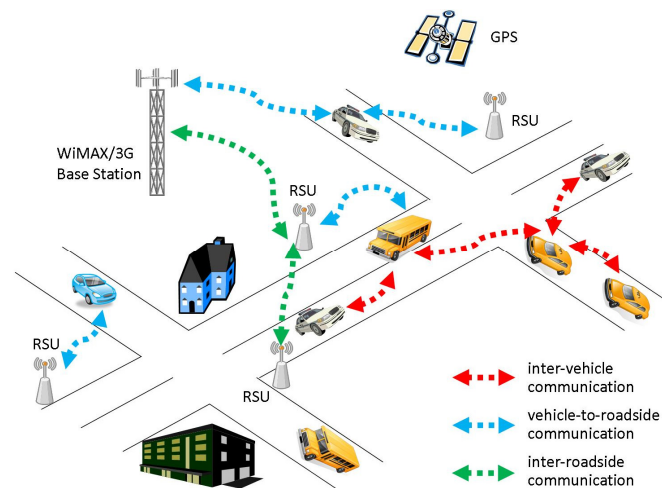 GPS
RSU
WiMAX/3G
Base Station
RSU
RSU
RSU
inter-vehicle
communication
vehicle-to-roadside
communication
inter-roadside
communication